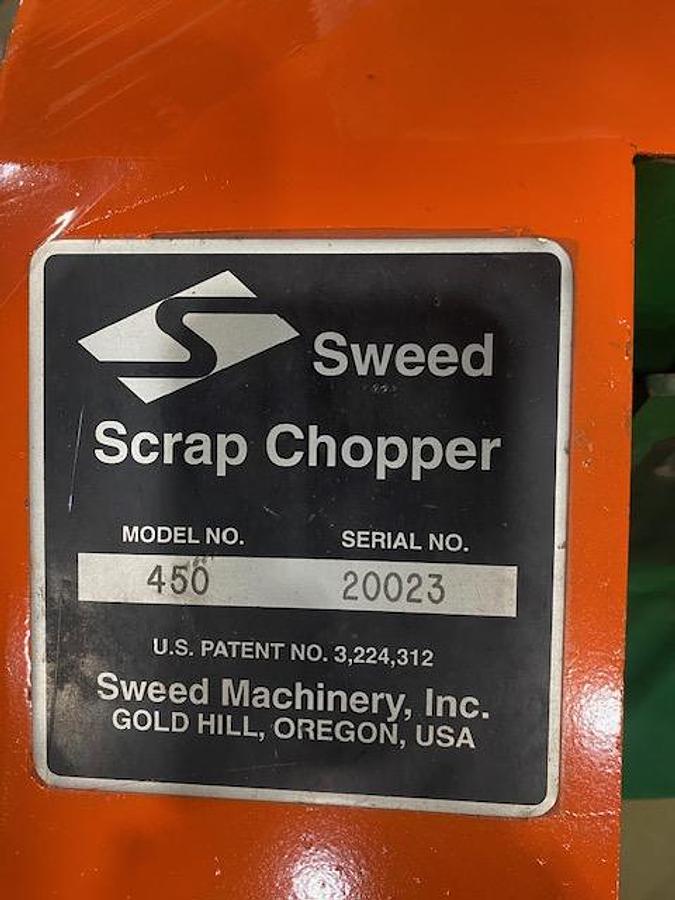 Sweed
Scrap Chopper
MODEL NO. SERIAL NO.
450 20023
U.S. PATENT NO. 3,224,312
Sweed Machinery, Inc.
GOLD HILL, OREGON, USA